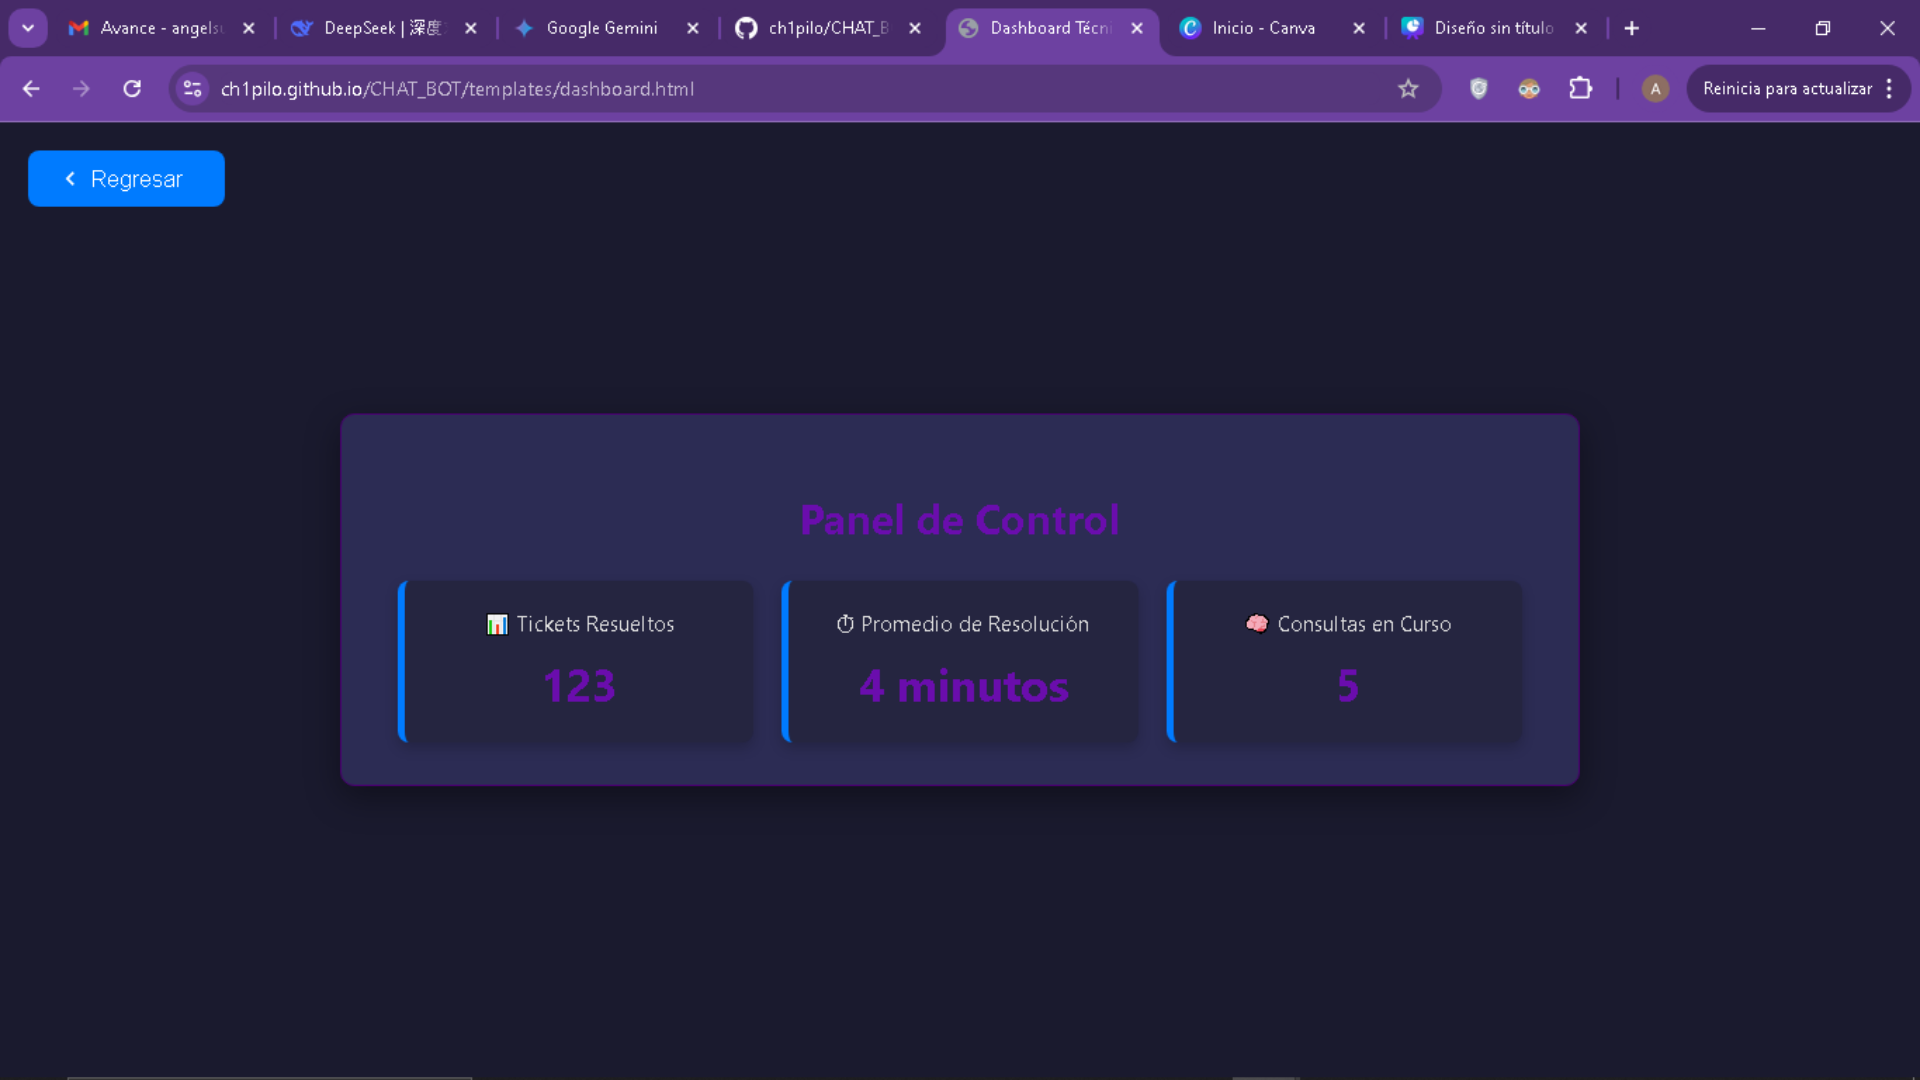 Avance - angelsu
DeepSeek | 深度
Google Gemini
ch1pilo/CHAT_B
Dashboard Técni
Inicio - Canva
Diseño sin título
ch1pilo.github.io/CHAT_BOT/templates/dashboard.html
A
Reinicia para actualizar
Regresar
Panel de Control
Tickets Resueltos
Promedio de Resolución
Consultas en Curso
123
4 minutos
5